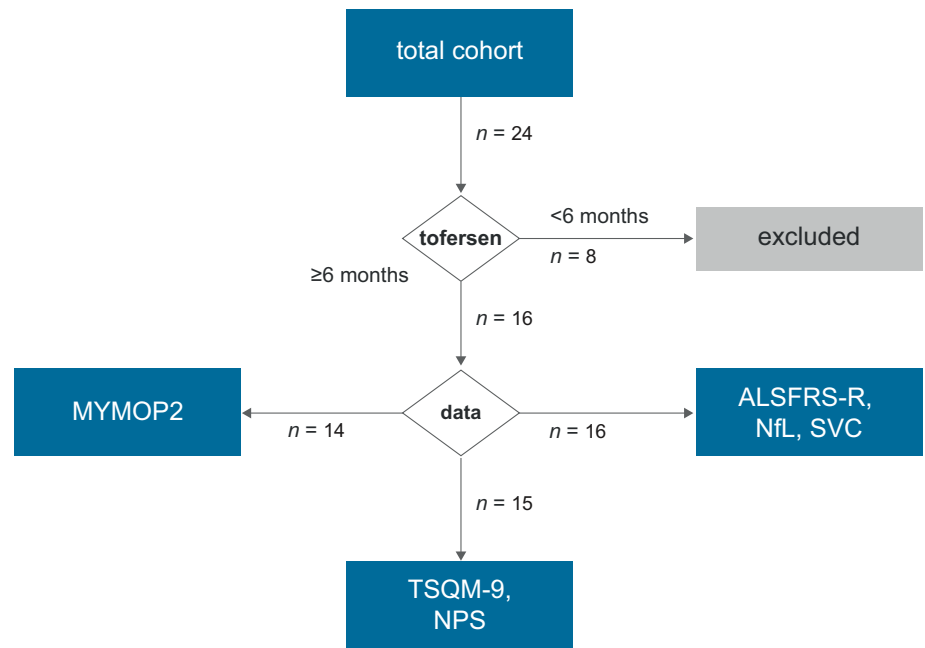 total cohort
n = 24
<6 months
tofersen
excluded
n = 8
≥6 months
n = 16
MYMOP2
data
ALSFRS-R,
NfL, SVC
n = 14
n = 16
n = 15
TSQM-9,
NPS